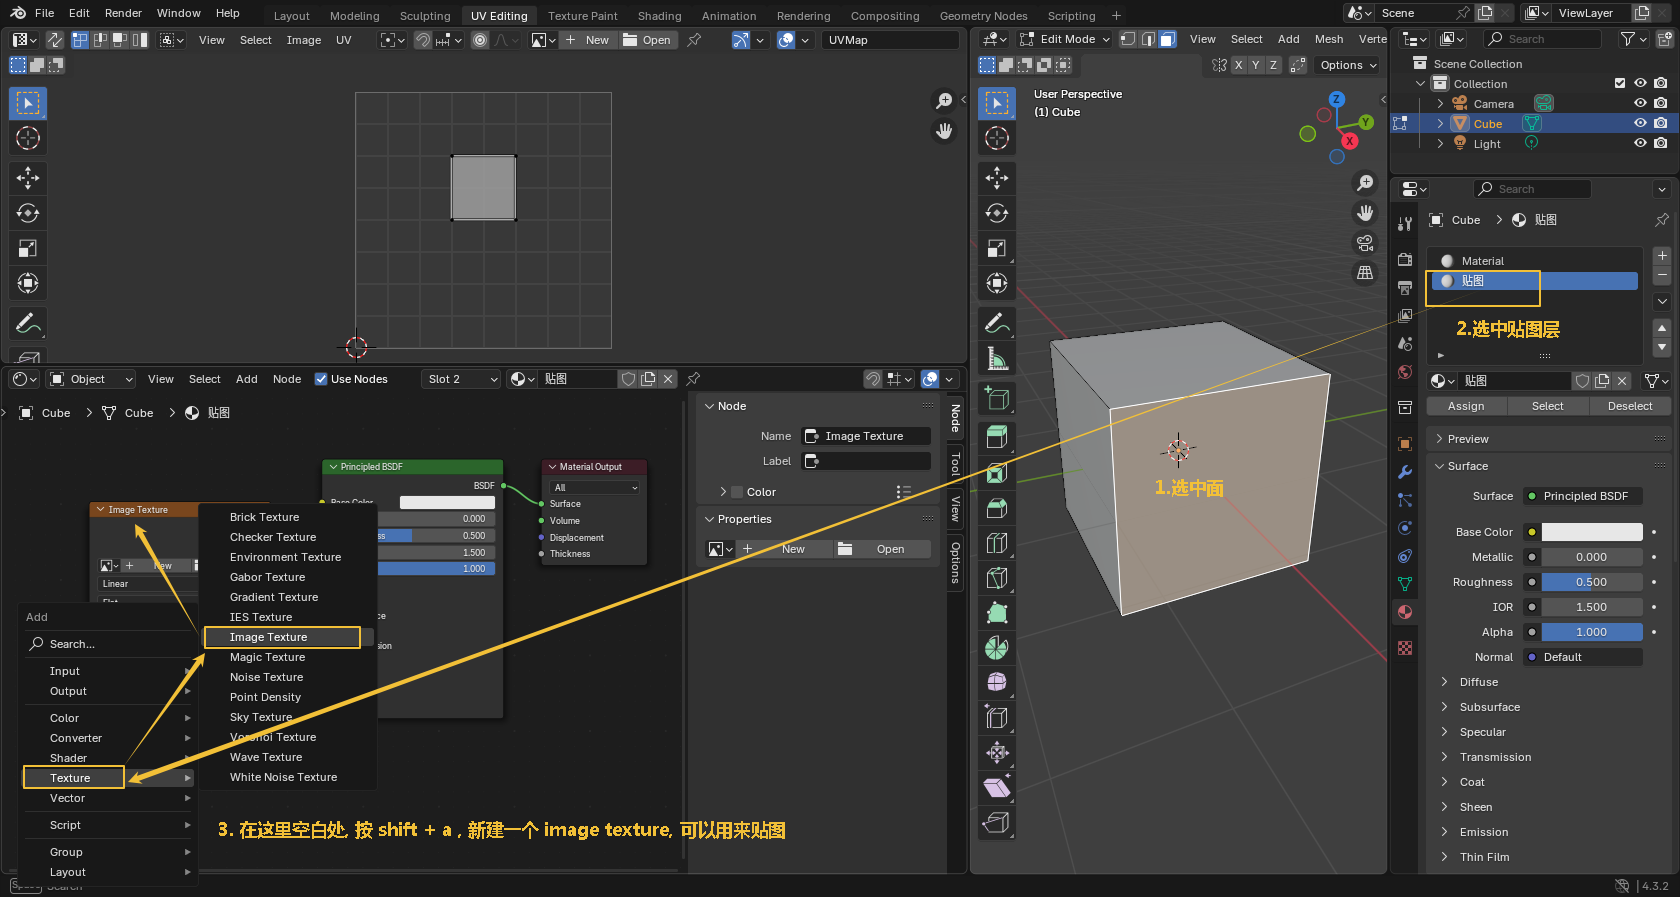 File Edit Render Window Help Layout Modeling Sculpting UV Editing Texture Paint Shading Animation Rendering Compositing Geometry Nodes Scripting + Scene ViewLayer
View Select Image UV New Open UVMap
Edit Mode View Select Add Mesh Verte
X Y Z Options
User Perspective
(1) Cube
Z
Y
X
1.选中面
Search
Scene Collection
Collection
Camera
Cube
Light
Search
Cube > 贴图
Material
贴图
2.选中贴图层
贴图
Assign Select Deselect
Preview
Surface
Surface Principled BSDF
Base Color
Metallic 0.000
Roughness 0.500
IOR 1.500
Alpha 1.000
Normal Default
Diffuse
Subsurface
Specular
Transmission
Coat
Sheen
Emission
Thin Film
Object View Select Add Node Use Nodes Slot 2 贴图
Cube > Cube > 贴图
Principled BSDF
BSDF
0.000
0.500
1.500
1.000
Material Output
All
Surface
Volume
Displacement
Thickness
Image Texture
New
Linear
Add
Search...
Input
Output
Color
Converter
Shader
Texture
Vector
Script
Group
Layout
Brick Texture
Checker Texture
Environment Texture
Gabor Texture
Gradient Texture
IES Texture
Image Texture
Magic Texture
Noise Texture
Point Density
Sky Texture
Voronoi Texture
Wave Texture
White Noise Texture
3. 在这里空白处, 按 shift + a , 新建一个 image texture, 可以用来贴图
Node
Name Image Texture
Label
Color
Properties
New Open
Node
Tool
View
Options
Search
4.3.2